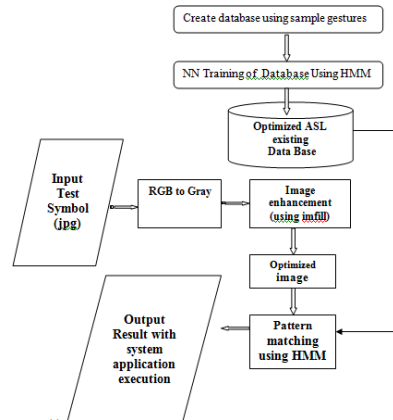 Create database using sample gestures
NN Training of Database Using HMM
Optimized ASL
existing
Data Base
Input
Test
Symbol
(jpg)
RGB to Gray
Image
enhancement
(using imfill)
Optimized
image
Pattern
matching
using HMM
Output
Result with
system
application
execution